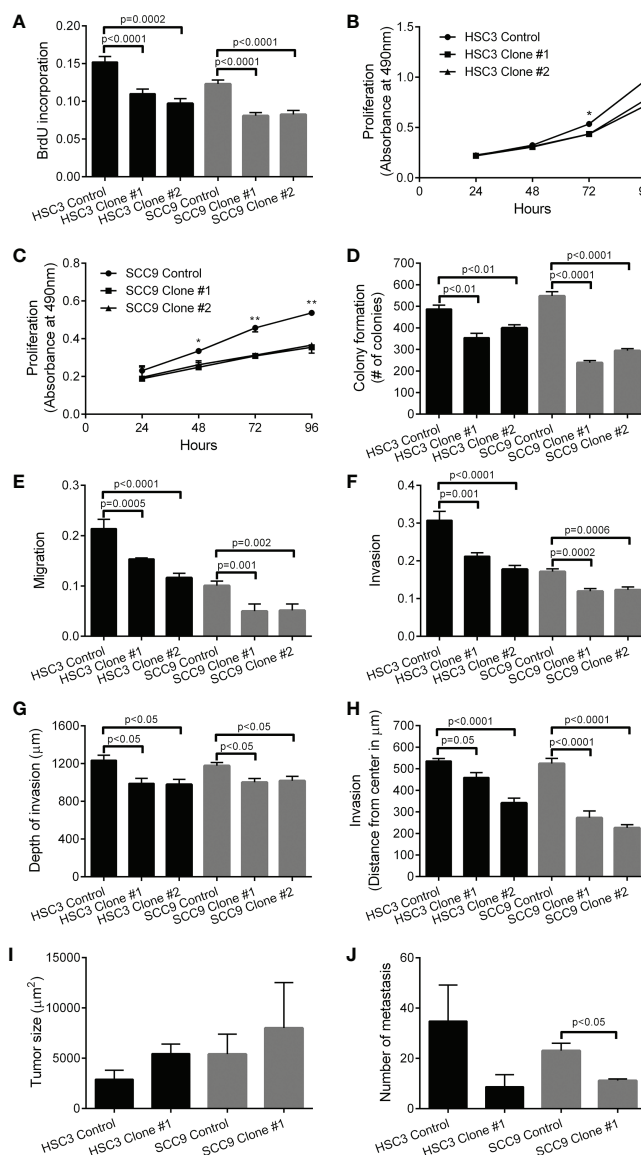 A
p=0.0002
p<0.0001
p<0.0001
p<0.0001
BrdU incorporation
0.20
0.15
0.10
0.05
0.00
HSC3 Control
HSC3 Clone #1
HSC3 Clone #2
SCC9 Control
SCC9 Clone #1
SCC9 Clone #2
B
HSC3 Control
HSC3 Clone #1
HSC3 Clone #2
Proliferation
(Absorbance at 490nm)
1.5
1.0
0.5
0.0
*
0
24
48
72
Hours
C
SCC9 Control
SCC9 Clone #1
SCC9 Clone #2
Proliferation
(Absorbance at 490nm)
0.8
0.6
0.4
0.2
0.0
*
**
**
0
24
48
72
96
Hours
D
p<0.01
p<0.01
p<0.0001
p<0.0001
Colony formation
(# of colonies)
700
600
500
400
300
200
100
0
HSC3 Control
HSC3 Clone #1
HSC3 Clone #2
SCC9 Control
SCC9 Clone #1
SCC9 Clone #2
E
p<0.0001
p=0.0005
p=0.002
p=0.001
Migration
0.3
0.2
0.1
0.0
HSC3 Control
HSC3 Clone #1
HSC3 Clone #2
SCC9 Control
SCC9 Clone #1
SCC9 Clone #2
F
p<0.0001
p=0.001
p=0.0006
p=0.0002
Invasion
0.4
0.3
0.2
0.1
0.0
HSC3 Control
HSC3 Clone #1
HSC3 Clone #2
SCC9 Control
SCC9 Clone #1
SCC9 Clone #2
G
p<0.05
p<0.05
p<0.05
p<0.05
Depth of invasion (μm)
1600
1200
800
400
0
HSC3 Control
HSC3 Clone #1
HSC3 Clone #2
SCC9 Control
SCC9 Clone #1
SCC9 Clone #2
H
p<0.0001
p=0.05
p<0.0001
p<0.0001
Invasion
(Distance from center in μm)
700
600
500
400
300
200
100
0
HSC3 Control
HSC3 Clone #1
HSC3 Clone #2
SCC9 Control
SCC9 Clone #1
SCC9 Clone #2
I
Tumor size (μm²)
15000
10000
5000
0
HSC3 Control
HSC3 Clone #1
SCC9 Control
SCC9 Clone #1
J
p<0.05
Number of metastasis
60
40
20
0
HSC3 Control
HSC3 Clone #1
SCC9 Control
SCC9 Clone #1